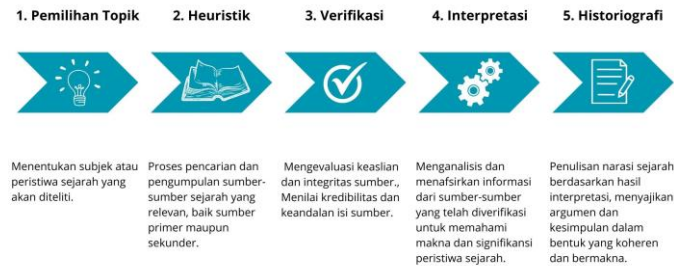 1. Pemilihan Topik
2. Heuristik
3. Verifikasi
4. Interpretasi
5. Historiografi
Menentukan subjek atau
peristiwa sejarah yang
akan diteliti.
Proses pencarian dan
pengumpulan sumber-
sumber sejarah yang
relevan, baik sumber
primer maupun
sekunder.
Mengevaluasi keaslian
dan integritas sumber.,
Menilai kredibilitas dan
keandalan isi sumber.
Menganalisis dan
menafsirkan informasi
dari sumber-sumber
yang telah diverifikasi
untuk memahami
makna dan signifikansi
peristiwa sejarah.
Penulisan narasi sejarah
berdasarkan hasil
interpretasi, menyajikan
argumen dan
kesimpulan dalam
bentuk yang koheren
dan bermakna.